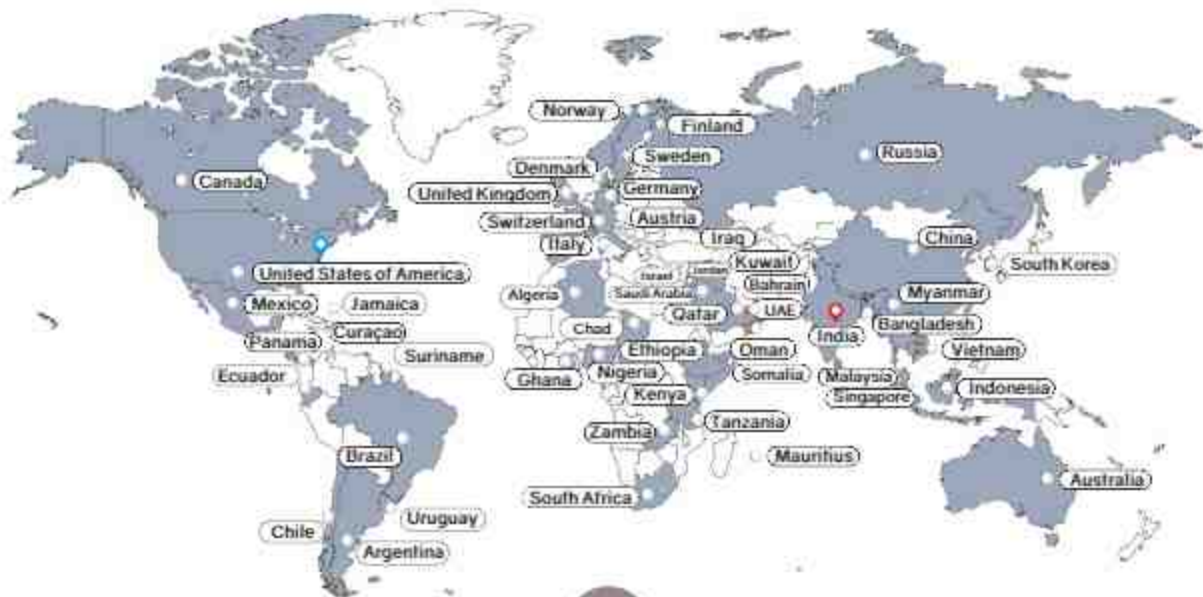 Norway
Finland
Sweden
Russia
Denmark
Canada
United Kingdom
Germany
Switzerland
Austria
Italy
Iraq
China
United States of America
Israel
Jordan
Kuwait
South Korea
Algeria
Saudi Arabia
Bahrain
Myanmar
Mexico
Jamaica
Qatar
UAE
Chad
Curaçao
India
Bangladesh
Panama
Suriname
Ethiopia
Oman
Vietnam
Ecuador
Ghana
Nigeria
Somalia
Malaysia
Indonesia
Kenya
Singapore
Zambia
Tanzania
Brazil
Mauritius
Australia
South Africa
Uruguay
Chile
Argentina